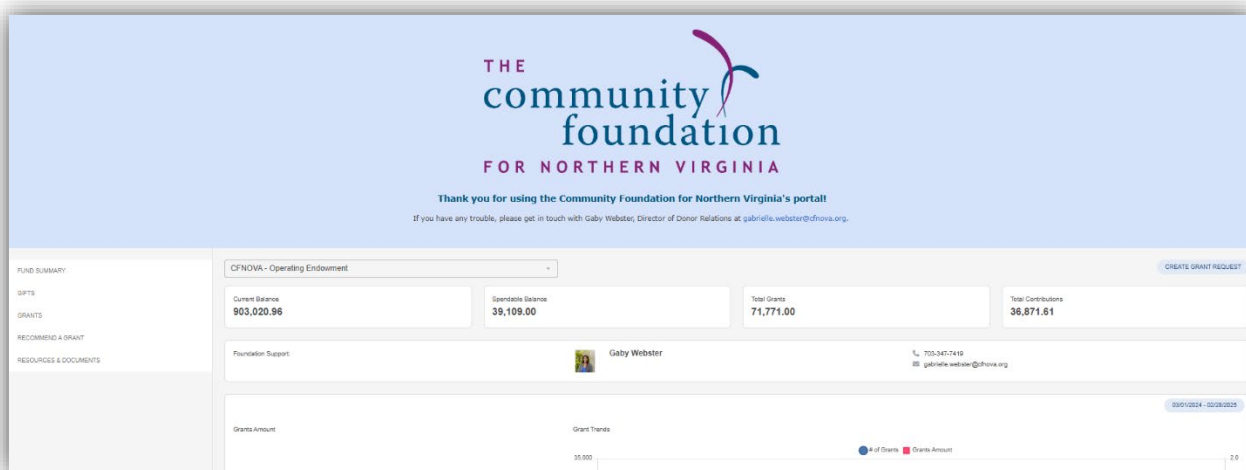 THE
community
foundation
FOR NORTHERN VIRGINIA
Thank you for using the Community Foundation for Northern Virginia's portal!
If you have any trouble, please get in touch with Gaby Webster, Director of Donor Relations at gabrielle.webster@cfnova.org.
FUND SUMMARY
GIFTS
GRANTS
RECOMMEND A GRANT
RESOURCES & DOCUMENTS
CFNOVA - Operating Endowment
CREATE GRANT REQUEST
Current Balance
903,020.96
Spendable Balance
39,109.00
Total Grants
71,771.00
Total Contributions
36,871.61
Foundation Support
Gaby Webster
703-347-7419
gabrielle.webster@cfnova.org
03/01/2024 - 02/28/2025
Grants Amount
Grant Trends
# of Grants Grants Amount
35,000
2.0